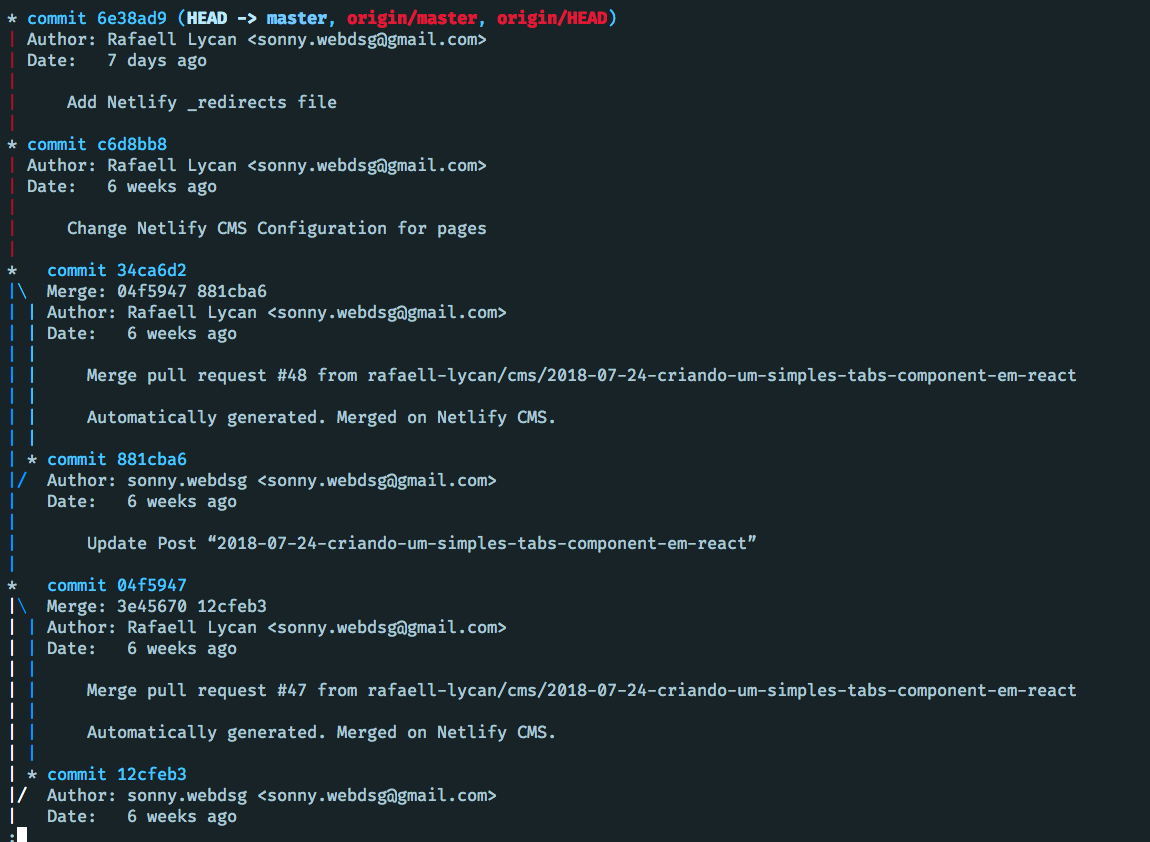 * commit 6e38ad9 (HEAD -> master, origin/master, origin/HEAD)
| Author: Rafaell Lycan <sonny.webdsg@gmail.com>
| Date:   7 days ago
|
|     Add Netlify _redirects file
|
* commit c6d8bb8
| Author: Rafaell Lycan <sonny.webdsg@gmail.com>
| Date:   6 weeks ago
|
|     Change Netlify CMS Configuration for pages
|
*   commit 34ca6d2
|\  Merge: 04f5947 881cba6
| | Author: Rafaell Lycan <sonny.webdsg@gmail.com>
| | Date:   6 weeks ago
| |
| |     Merge pull request #48 from rafaell-lycan/cms/2018-07-24-criando-um-simples-tabs-component-em-react
| |
| |     Automatically generated. Merged on Netlify CMS.
| |
| * commit 881cba6
|/  Author: sonny.webdsg <sonny.webdsg@gmail.com>
|   Date:   6 weeks ago
|
|       Update Post “2018-07-24-criando-um-simples-tabs-component-em-react”
|
*   commit 04f5947
|\  Merge: 3e45670 12cfeb3
| | Author: Rafaell Lycan <sonny.webdsg@gmail.com>
| | Date:   6 weeks ago
| |
| |     Merge pull request #47 from rafaell-lycan/cms/2018-07-24-criando-um-simples-tabs-component-em-react
| |
| |     Automatically generated. Merged on Netlify CMS.
| |
| * commit 12cfeb3
|/  Author: sonny.webdsg <sonny.webdsg@gmail.com>
|   Date:   6 weeks ago
: